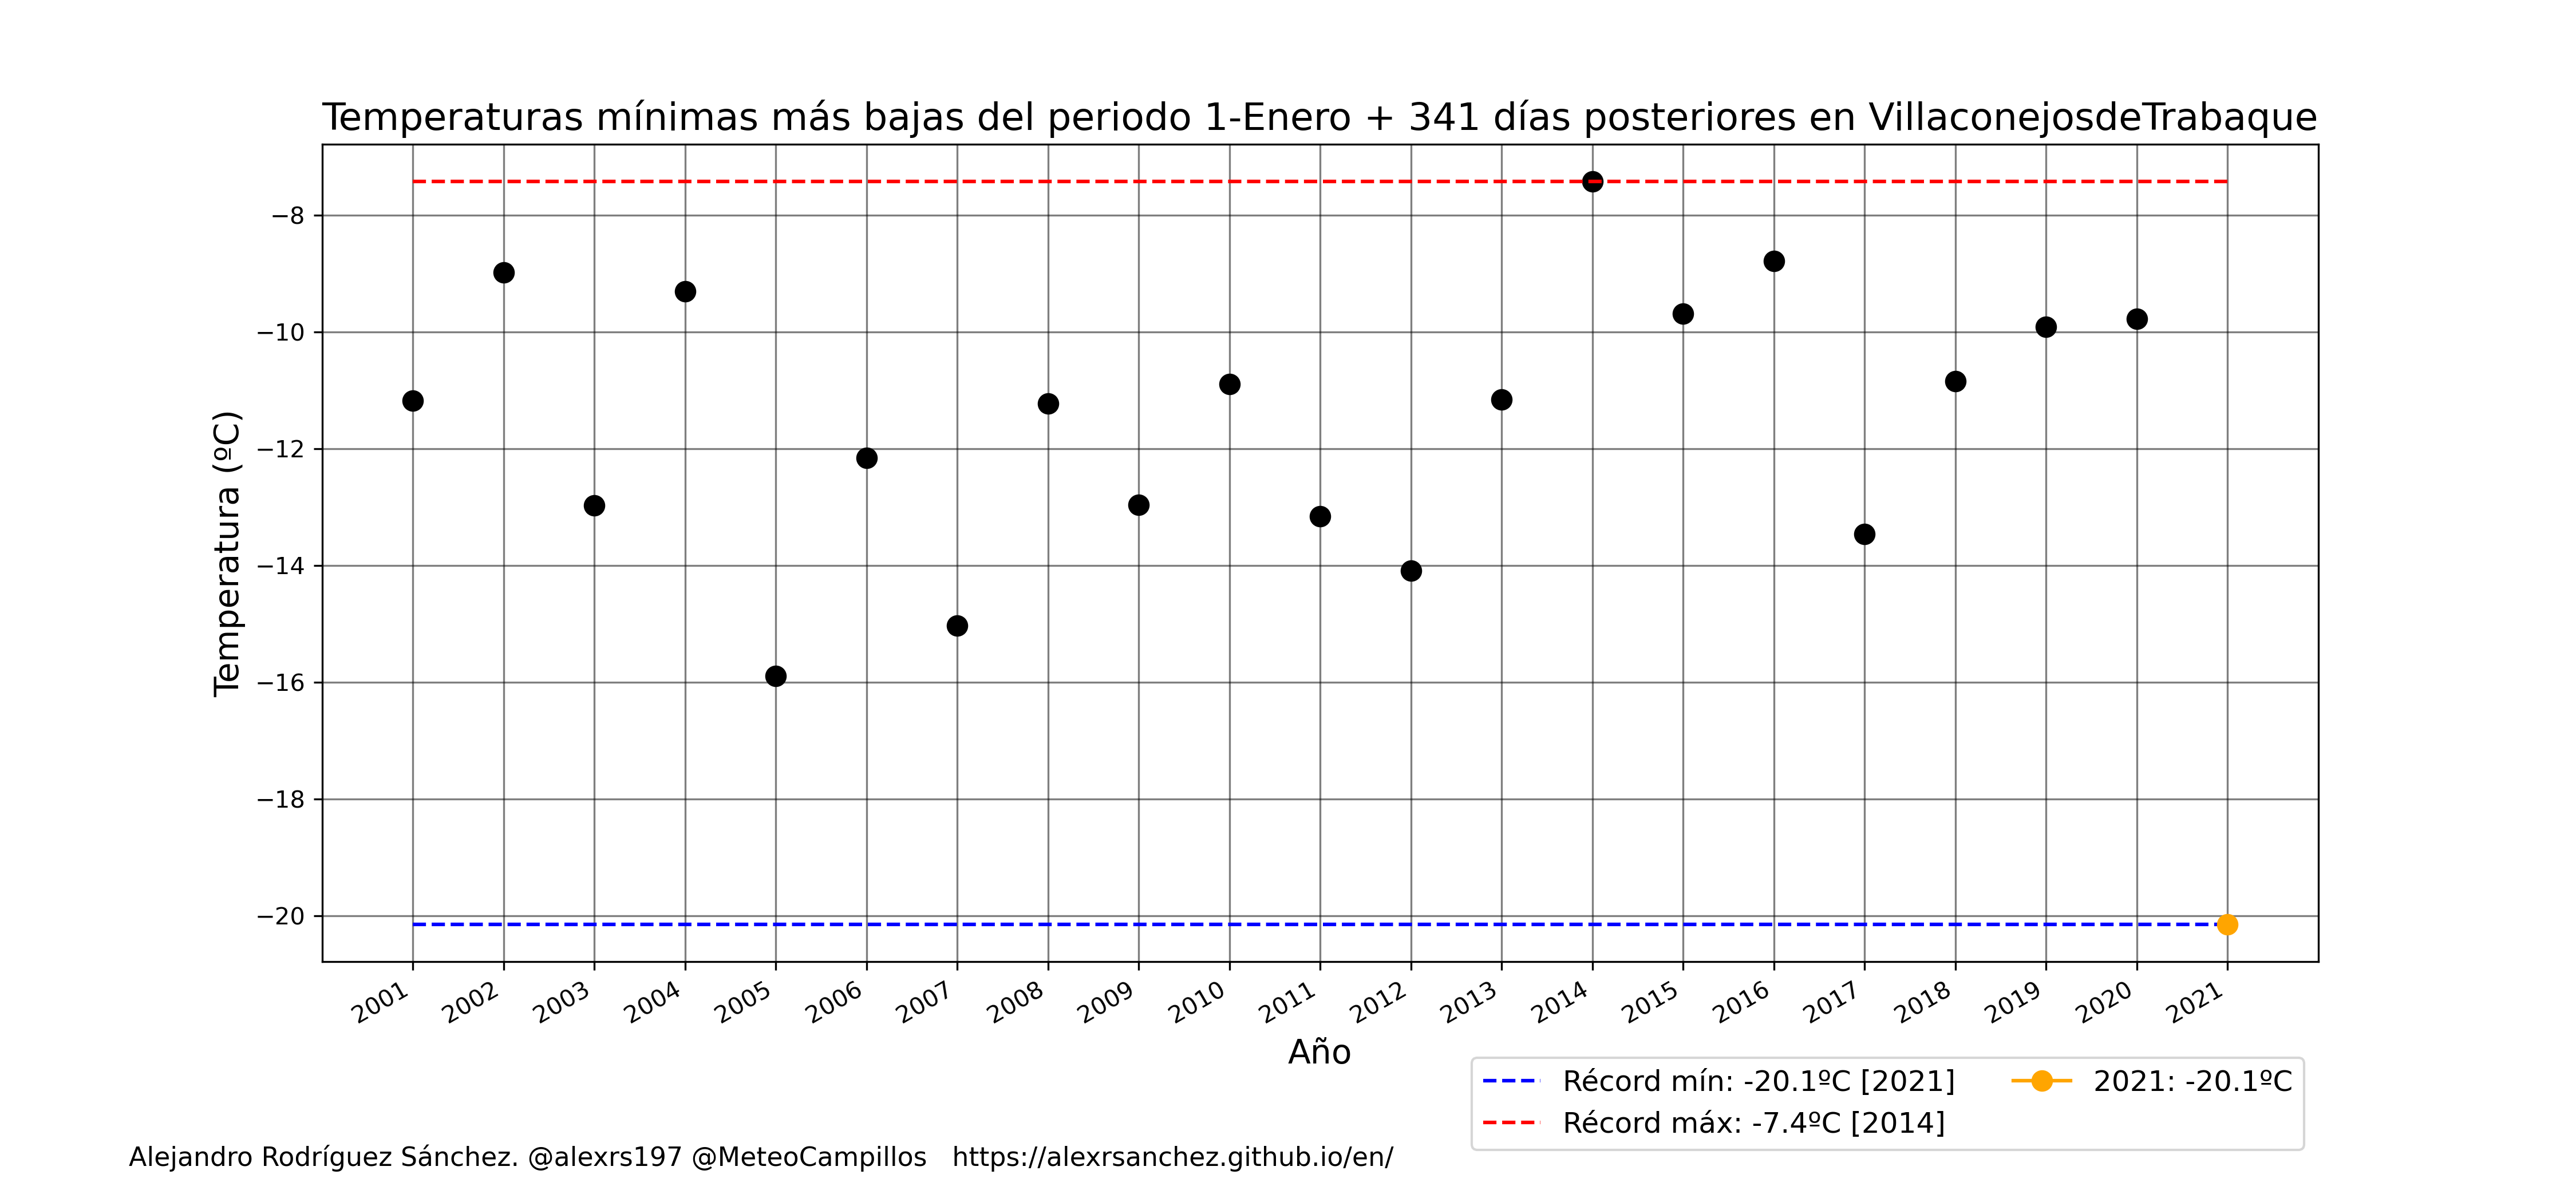 Temperaturas mínimas más bajas del periodo 1-Enero + 341 días posteriores en VillaconejosdeTrabaque
Temperatura (ºC)
−8
−10
−12
−14
−16
−18
−20
2001 2002 2003 2004 2005 2006 2007 2008 2009 2010 2011 2012 2013 2014 2015 2016 2017 2018 2019 2020 2021
Año
Récord mín: -20.1ºC [2021] 2021: -20.1ºC
Récord máx: -7.4ºC [2014]
Alejandro Rodríguez Sánchez. @alexrs197 @MeteoCampillos https://alexrsanchez.github.io/en/